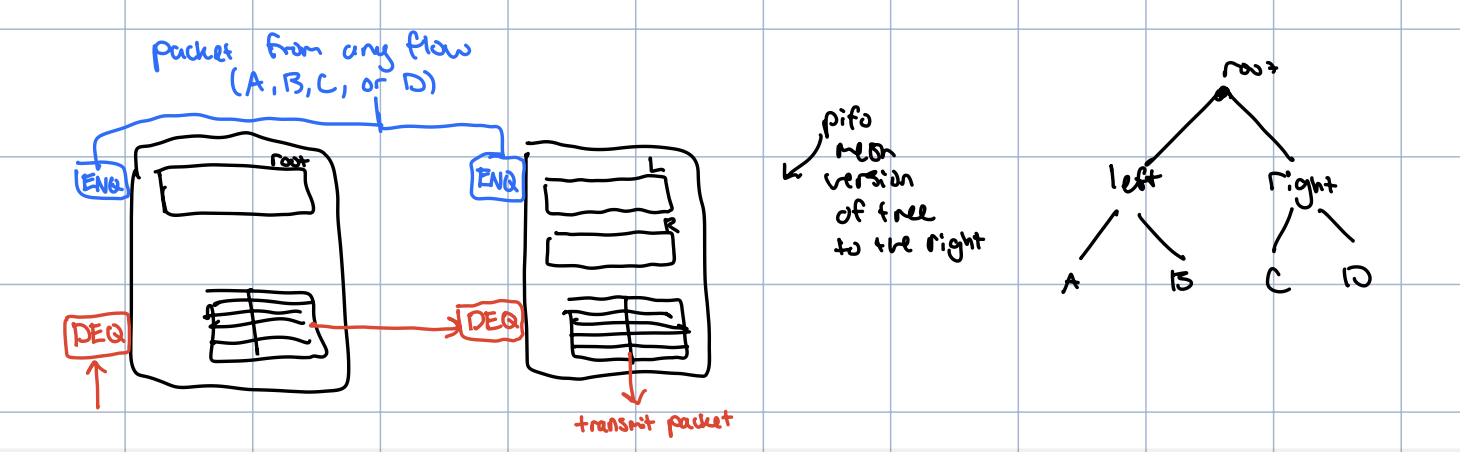 packet from any flow
(A, B, C, or D)
ENQ
root
DEQ
ENQ
L
R
DEQ
transmit packet
pifo
version
of tree
to the right
root
left
right
A
B
C
D